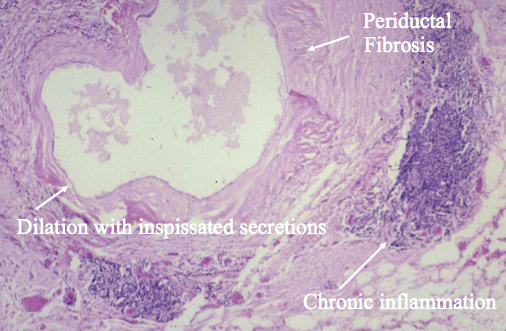 Periductal
Fibrosis
Dilation with inspissated secretions
Chronic inflammation